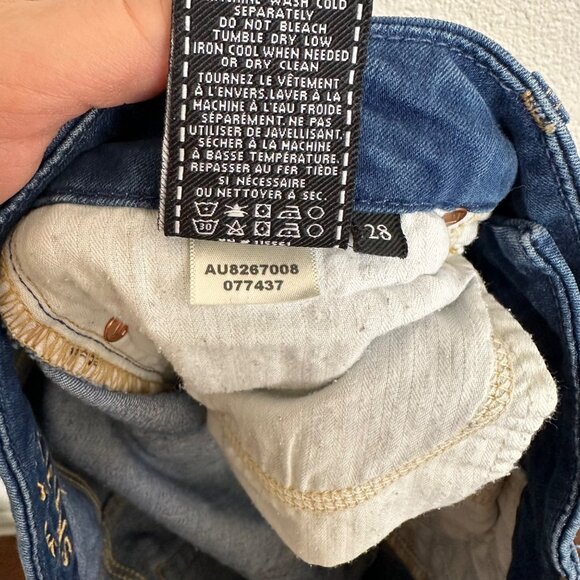 MACHINE WASH COLD
SEPARATELY
DO NOT BLEACH
TUMBLE DRY LOW
IRON COOL WHEN NEEDED
OR DRY CLEAN
TOURNEZ LE VÊTEMENT
À L'ENVERS.LAVER À LA
MACHINE À L'EAU FROIDE
SÉPARÉMENT. NE PAS
UTILISER DE JAVELLISANT.
SÉCHER À LA MACHINE
À BASSE TEMPÉRATURE.
REPASSER AU FER TIÈDE
SI NÉCESSAIRE
OU NETTOYER À SEC.
30
28
AU8267008
077437